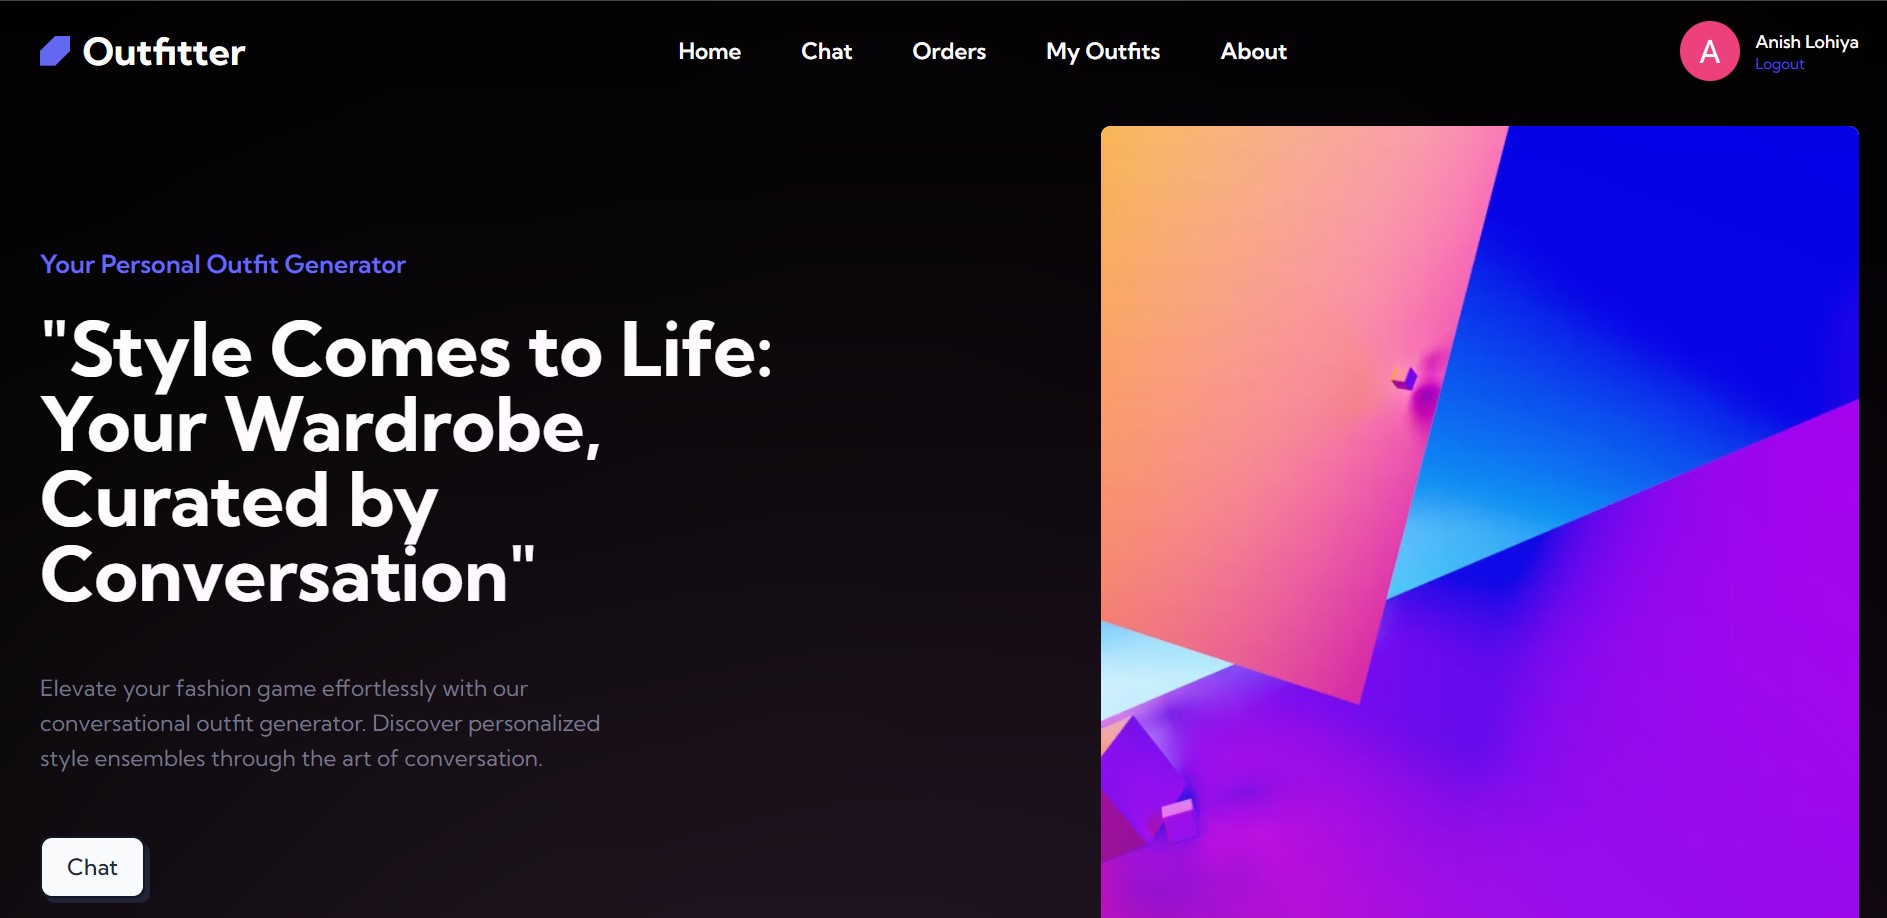 Outfitter
Home
Chat
Orders
My Outfits
About
A
Anish Lohiya
Logout
Your Personal Outfit Generator
"Style Comes to Life:
Your Wardrobe,
Curated by
Conversation"
Elevate your fashion game effortlessly with our
conversational outfit generator. Discover personalized
style ensembles through the art of conversation.
Chat